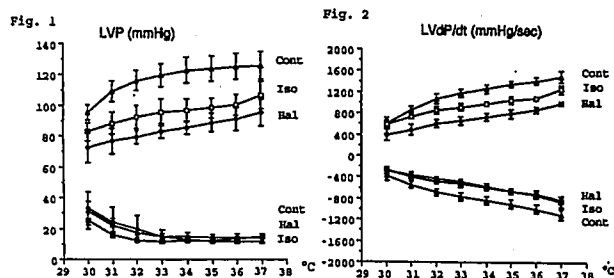 Fig. 1
LVP (mmHg)
140
120
100
80
60
40
20
0
Cont
Iso
Hal
Cont
Hal
Iso
29 30 31 32 33 34 35 36 37 38 °C
Fig. 2
LVdP/dt (mmHg/sec)
2000
1600
1200
800
400
0
-400
-800
-1200
-1600
-2000
Cont
Iso
Hal
Hal
Iso
Cont
29 30 31 32 33 34 35 36 37 38 °C